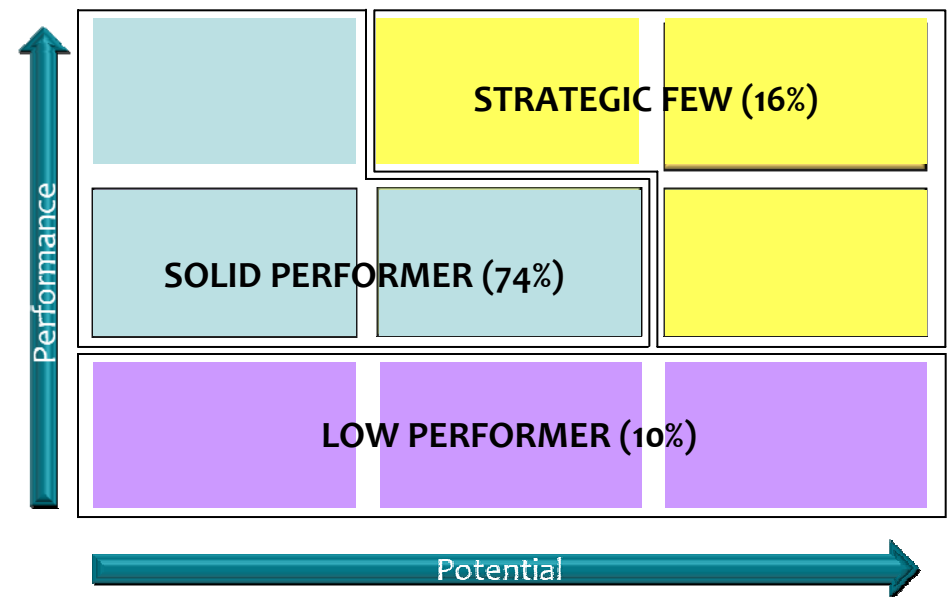 STRATEGIC FEW (16%)
Performance
SOLID PERFORMER (74%)
LOW PERFORMER (10%)
Potential